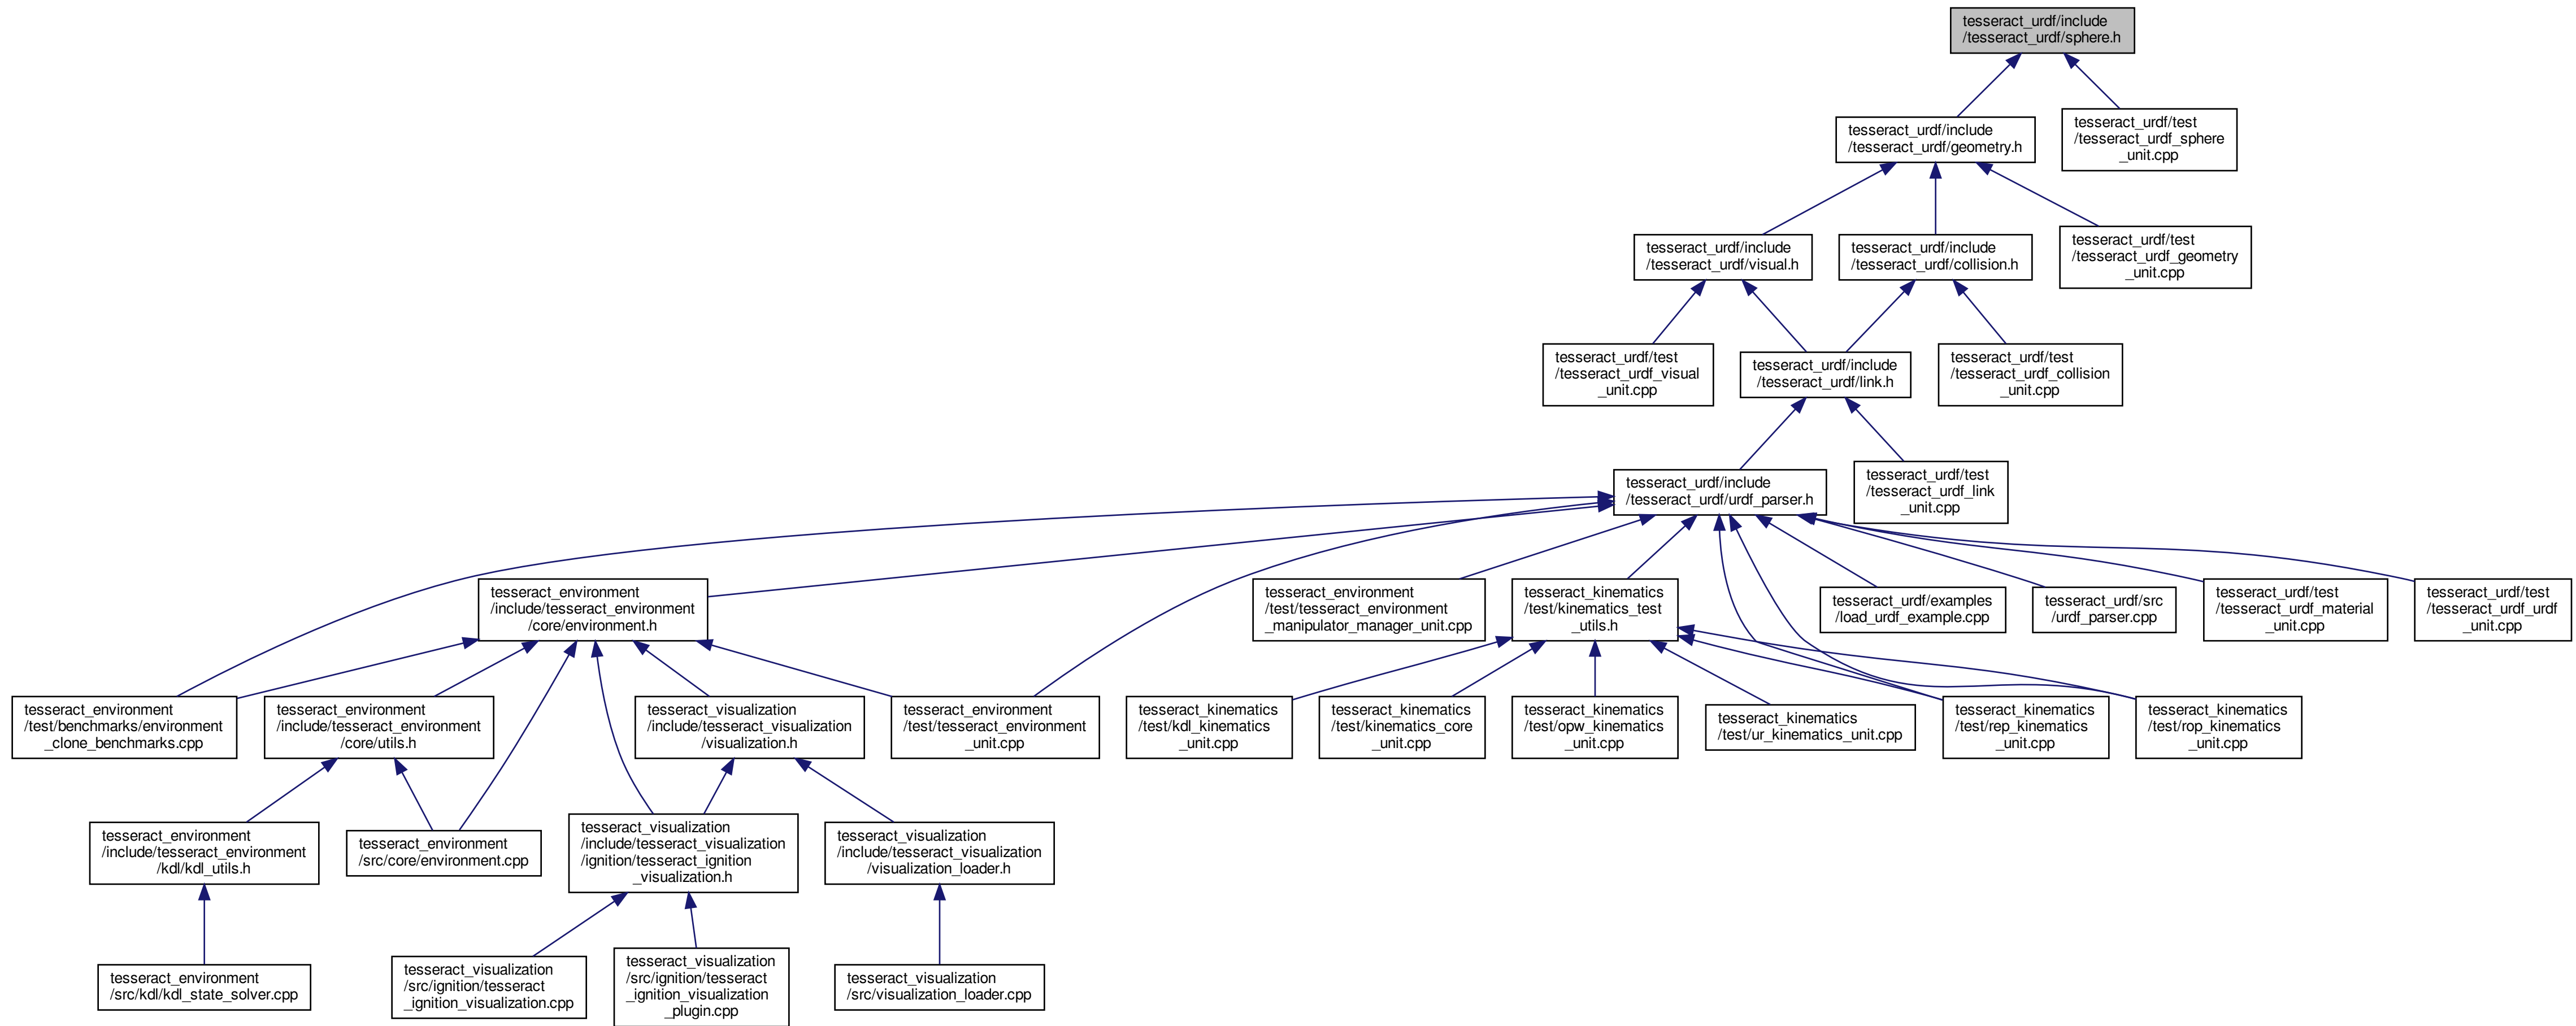 tesseract_urdf/include
/tesseract_urdf/sphere.h
tesseract_urdf/include
/tesseract_urdf/geometry.h
tesseract_urdf/test
/tesseract_urdf_sphere
_unit.cpp
tesseract_urdf/include
/tesseract_urdf/visual.h
tesseract_urdf/include
/tesseract_urdf/collision.h
tesseract_urdf/test
/tesseract_urdf_geometry
_unit.cpp
tesseract_urdf/test
/tesseract_urdf_visual
_unit.cpp
tesseract_urdf/include
/tesseract_urdf/link.h
tesseract_urdf/test
/tesseract_urdf_collision
_unit.cpp
tesseract_urdf/include
/tesseract_urdf/urdf_parser.h
tesseract_urdf/test
/tesseract_urdf_link
_unit.cpp
tesseract_environment
/include/tesseract_environment
/core/environment.h
tesseract_environment
/test/tesseract_environment
_manipulator_manager_unit.cpp
tesseract_kinematics
/test/kinematics_test
_utils.h
tesseract_urdf/examples
/load_urdf_example.cpp
tesseract_urdf/src
/urdf_parser.cpp
tesseract_urdf/test
/tesseract_urdf_material
_unit.cpp
tesseract_urdf/test
/tesseract_urdf_urdf
_unit.cpp
tesseract_environment
/test/benchmarks/environment
_clone_benchmarks.cpp
tesseract_environment
/include/tesseract_environment
/core/utils.h
tesseract_visualization
/include/tesseract_visualization
/visualization.h
tesseract_environment
/test/tesseract_environment
_unit.cpp
tesseract_kinematics
/test/kdl_kinematics
_unit.cpp
tesseract_kinematics
/test/kinematics_core
_unit.cpp
tesseract_kinematics
/test/opw_kinematics
_unit.cpp
tesseract_kinematics
/test/ur_kinematics_unit.cpp
tesseract_kinematics
/test/rep_kinematics
_unit.cpp
tesseract_kinematics
/test/rop_kinematics
_unit.cpp
tesseract_environment
/include/tesseract_environment
/kdl/kdl_utils.h
tesseract_environment
/src/core/environment.cpp
tesseract_visualization
/include/tesseract_visualization
/ignition/tesseract_ignition
_visualization.h
tesseract_visualization
/include/tesseract_visualization
/visualization_loader.h
tesseract_environment
/src/kdl/kdl_state_solver.cpp
tesseract_visualization
/src/ignition/tesseract
_ignition_visualization.cpp
tesseract_visualization
/src/ignition/tesseract
_ignition_visualization
_plugin.cpp
tesseract_visualization
/src/visualization_loader.cpp